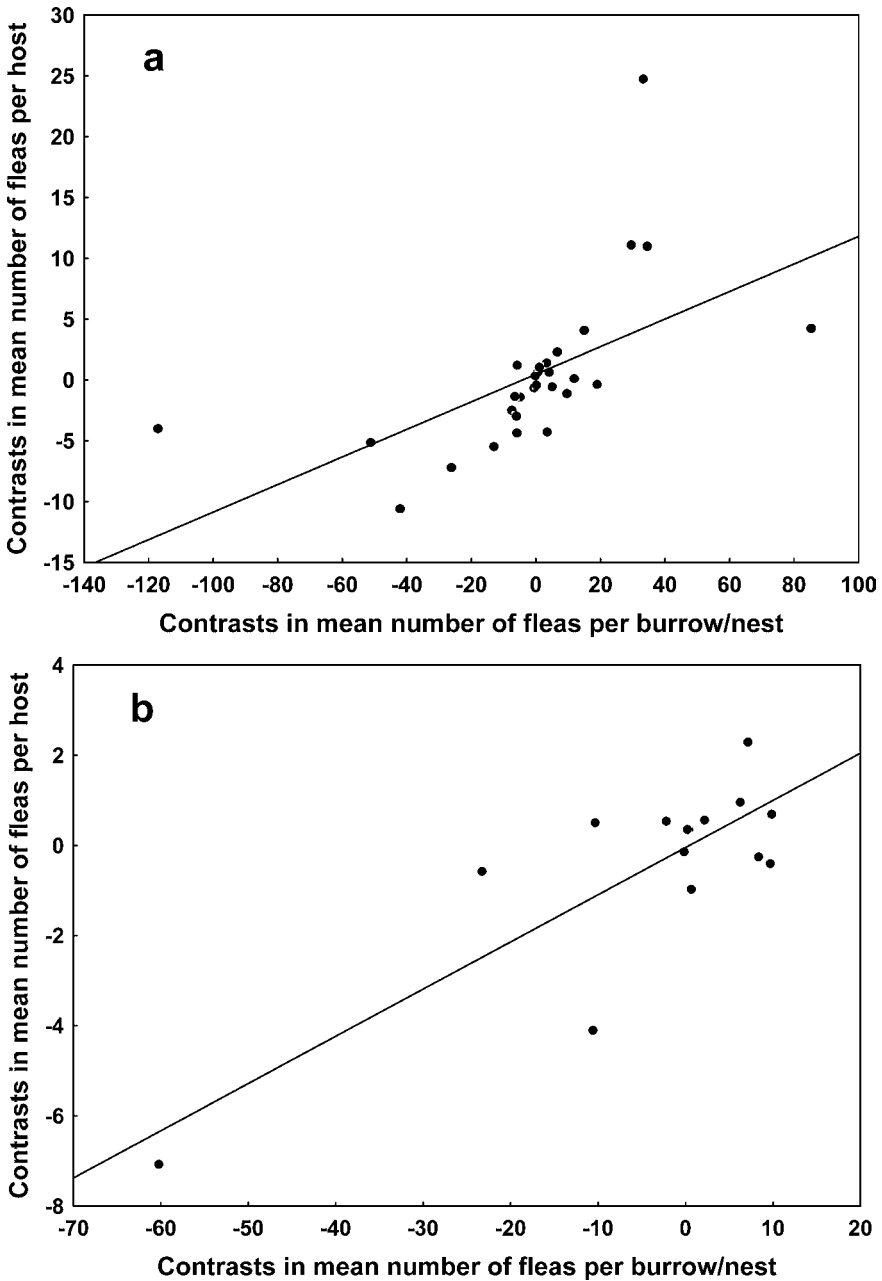 a
Contrasts in mean number of fleas per host
30
25
20
15
10
5
0
-5
-10
-15
-140 -120 -100 -80 -60 -40 -20 0 20 40 60 80 100
Contrasts in mean number of fleas per burrow/nest
b
Contrasts in mean number of fleas per host
4
2
0
-2
-4
-6
-8
-70 -60 -50 -40 -30 -20 -10 0 10 20
Contrasts in mean number of fleas per burrow/nest